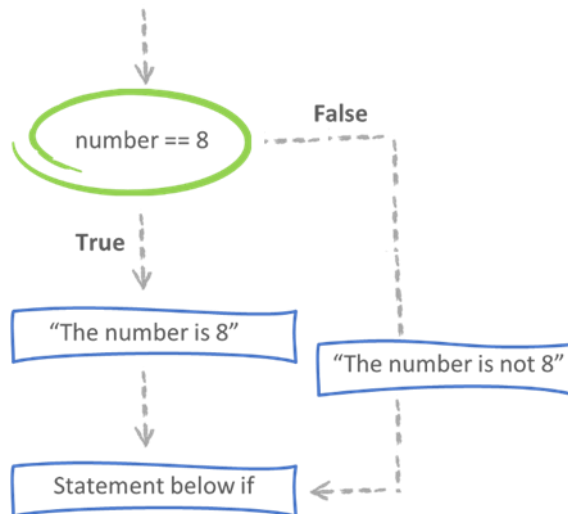 number == 8
False
True
“The number is 8”
“The number is not 8”
Statement below if